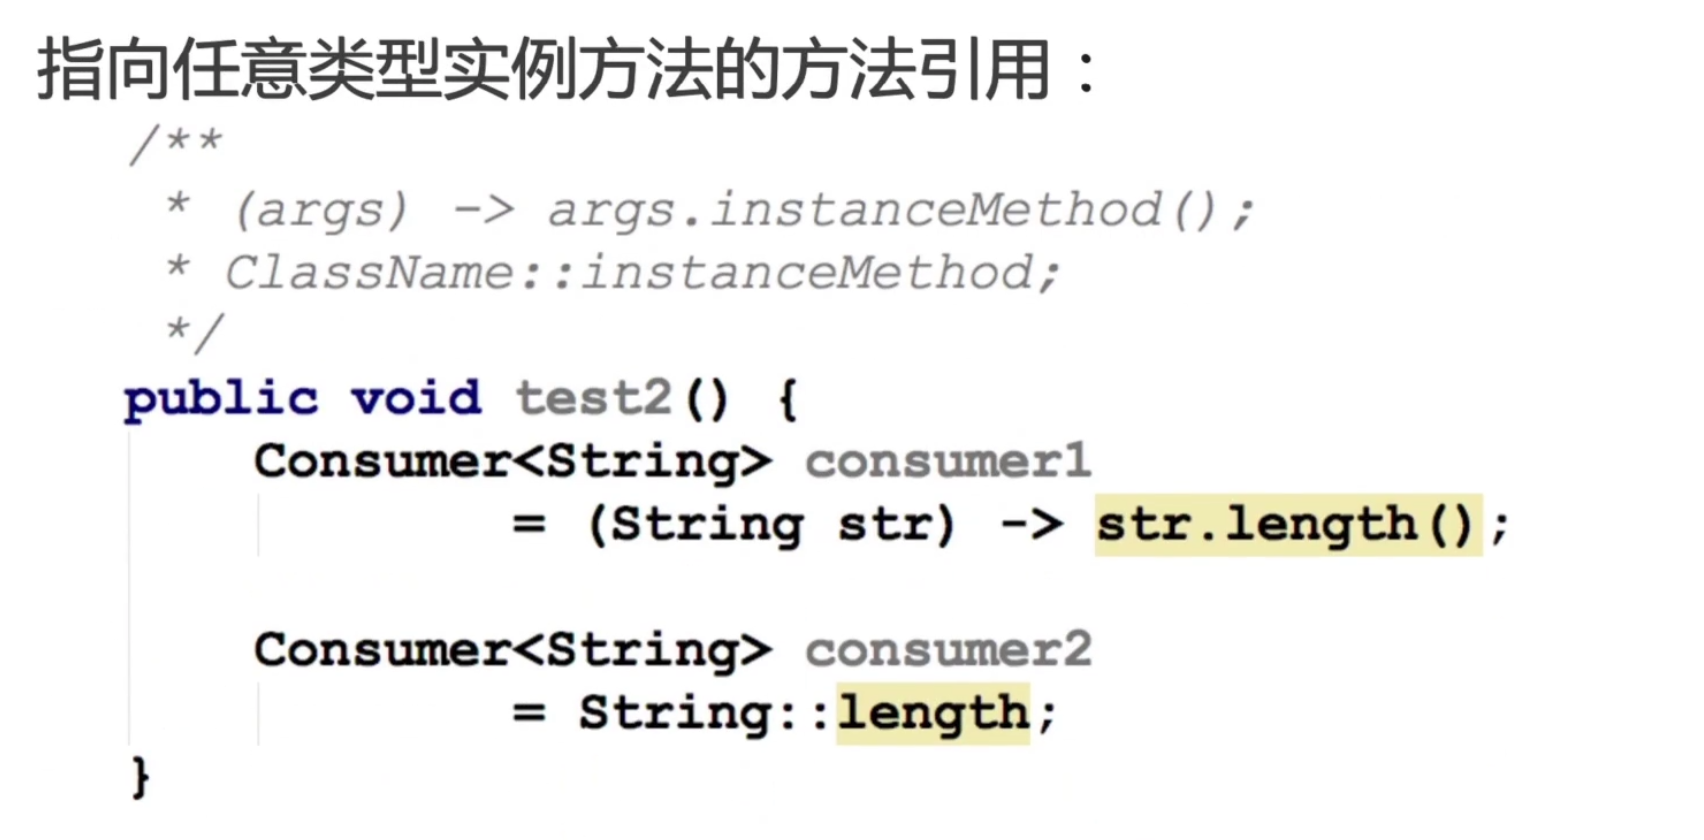 指向任意类型实例方法的方法引用：
/**
* (args) -> args.instanceMethod();
* ClassName::instanceMethod;
*/
public void test2() {
Consumer<String> consumer1
= (String str) -> str.length();
Consumer<String> consumer2
= String::length;
}